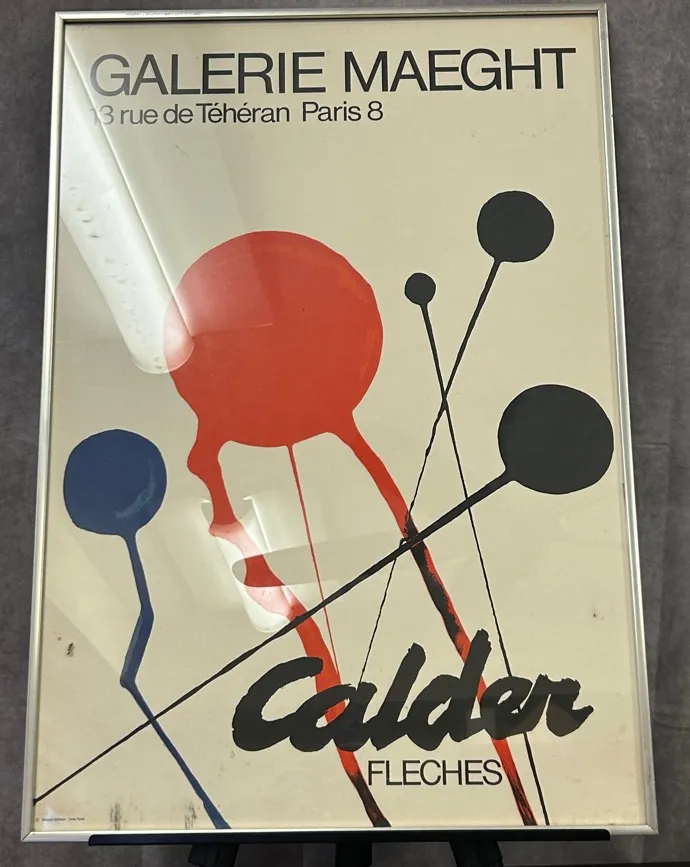 GALERIE MAEGHT
13 rue de Téhéran Paris 8
Calder
FLECHES